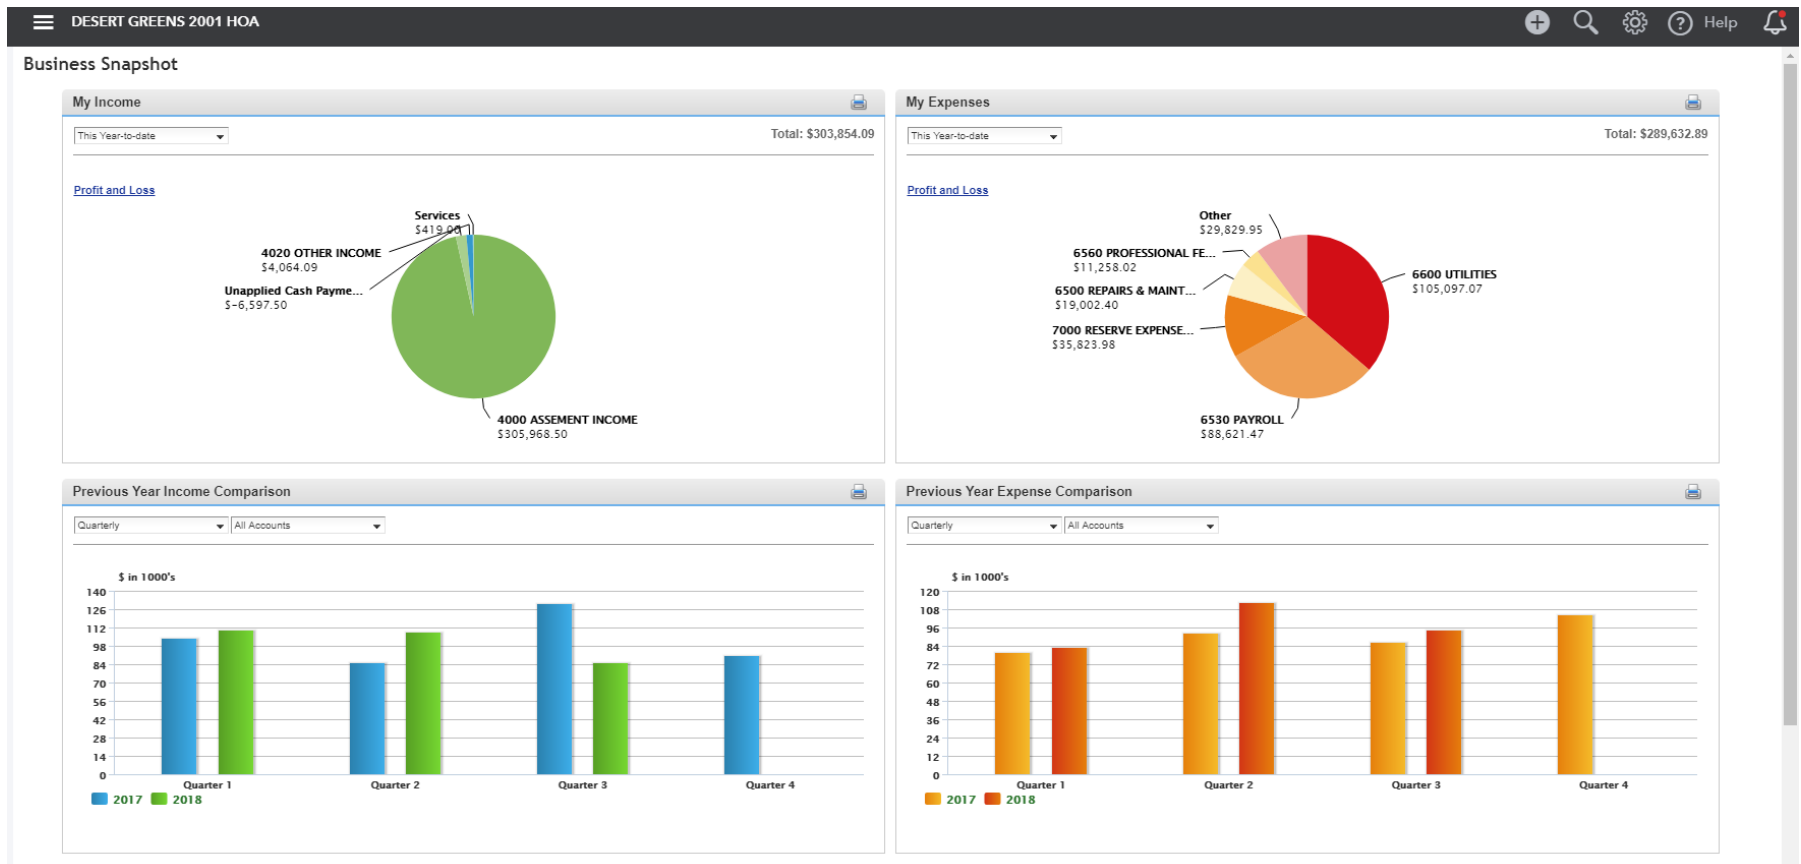 DESERT GREENS 2001 HOA
Help
Business Snapshot
My Income
This Year-to-date
Total: $303,854.09
Profit and Loss
Services
$419.00
4020 OTHER INCOME
$4,064.09
Unapplied Cash Payme...
$-6,597.50
4000 ASSEMENT INCOME
$305,968.50
My Expenses
This Year-to-date
Total: $289,632.89
Profit and Loss
Other
$29,829.95
6560 PROFESSIONAL FE...
$11,258.02
6500 REPAIRS & MAINT...
$19,002.40
7000 RESERVE EXPENSE...
$35,823.98
6600 UTILITIES
$105,097.07
6530 PAYROLL
$88,621.47
Previous Year Income Comparison
Quarterly
All Accounts
$ in 1000's
140
126
112
98
84
70
56
42
28
14
0
Quarter 1
Quarter 2
Quarter 3
Quarter 4
2017
2018
Previous Year Expense Comparison
Quarterly
All Accounts
$ in 1000's
120
108
96
84
72
60
48
36
24
12
0
Quarter 1
Quarter 2
Quarter 3
Quarter 4
2017
2018